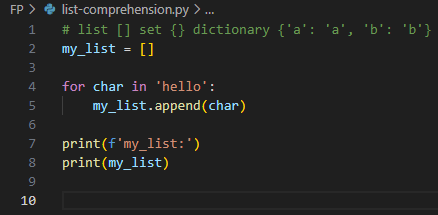 FP > list-comprehension.py > ...
1 # list [] set {} dictionary {'a': 'a', 'b': 'b'}
2 my_list = []
3
4 for char in 'hello':
5     my_list.append(char)
6
7 print(f'my_list:')
8 print(my_list)
9
10